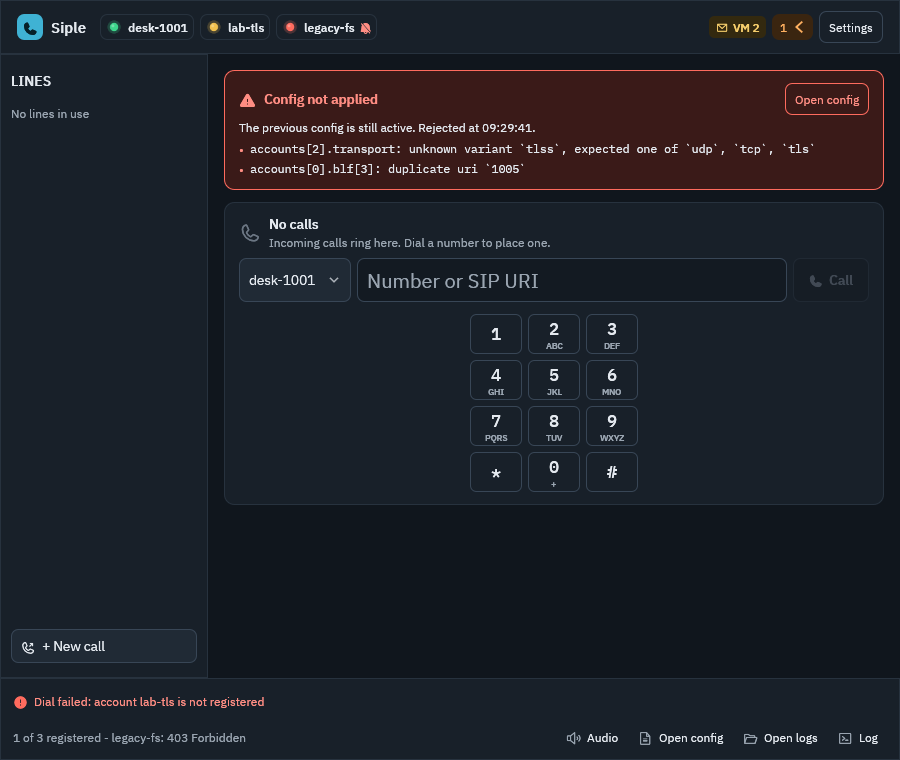 Siple
desk-1001
lab-tls
legacy-fs
VM 2
1
Settings
LINES
No lines in use
Config not applied
Open config
The previous config is still active. Rejected at 09:29:41.
• accounts[2].transport: unknown variant `tlss`, expected one of `udp`, `tcp`, `tls`
• accounts[0].blf[3]: duplicate uri `1005`
No calls
Incoming calls ring here. Dial a number to place one.
desk-1001
Number or SIP URI
Call
1
2
ABC
3
DEF
4
GHI
5
JKL
6
MNO
7
PQRS
8
TUV
9
WXYZ
*
0
+
#
+ New call
Dial failed: account lab-tls is not registered
1 of 3 registered - legacy-fs: 403 Forbidden
Audio
Open config
Open logs
Log